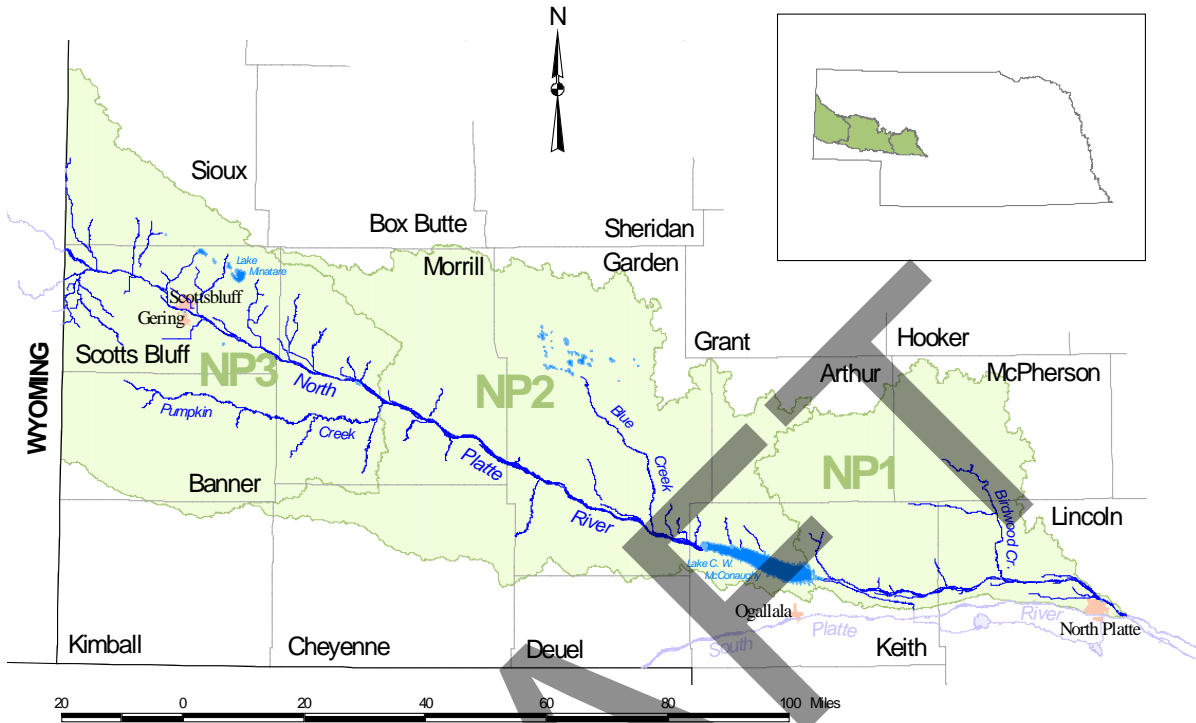 N
Sioux
Box Butte
Sheridan
Morrill
Garden
Lake
Minatare
Scottsbluff
Gering
Grant
Hooker
Arthur
McPherson
WYOMING
Scotts Bluff
NP3
North
NP2
Pumpkin
Creek
Blue
Creek
Platte
NP1
Banner
River
Birdwood Cr.
Lincoln
Lake C. W.
McConaughy
Ogallala
South
Platte
River
North Platte
Kimball
Cheyenne
Deuel
Keith
20 0 20 40 60 80 100 Miles